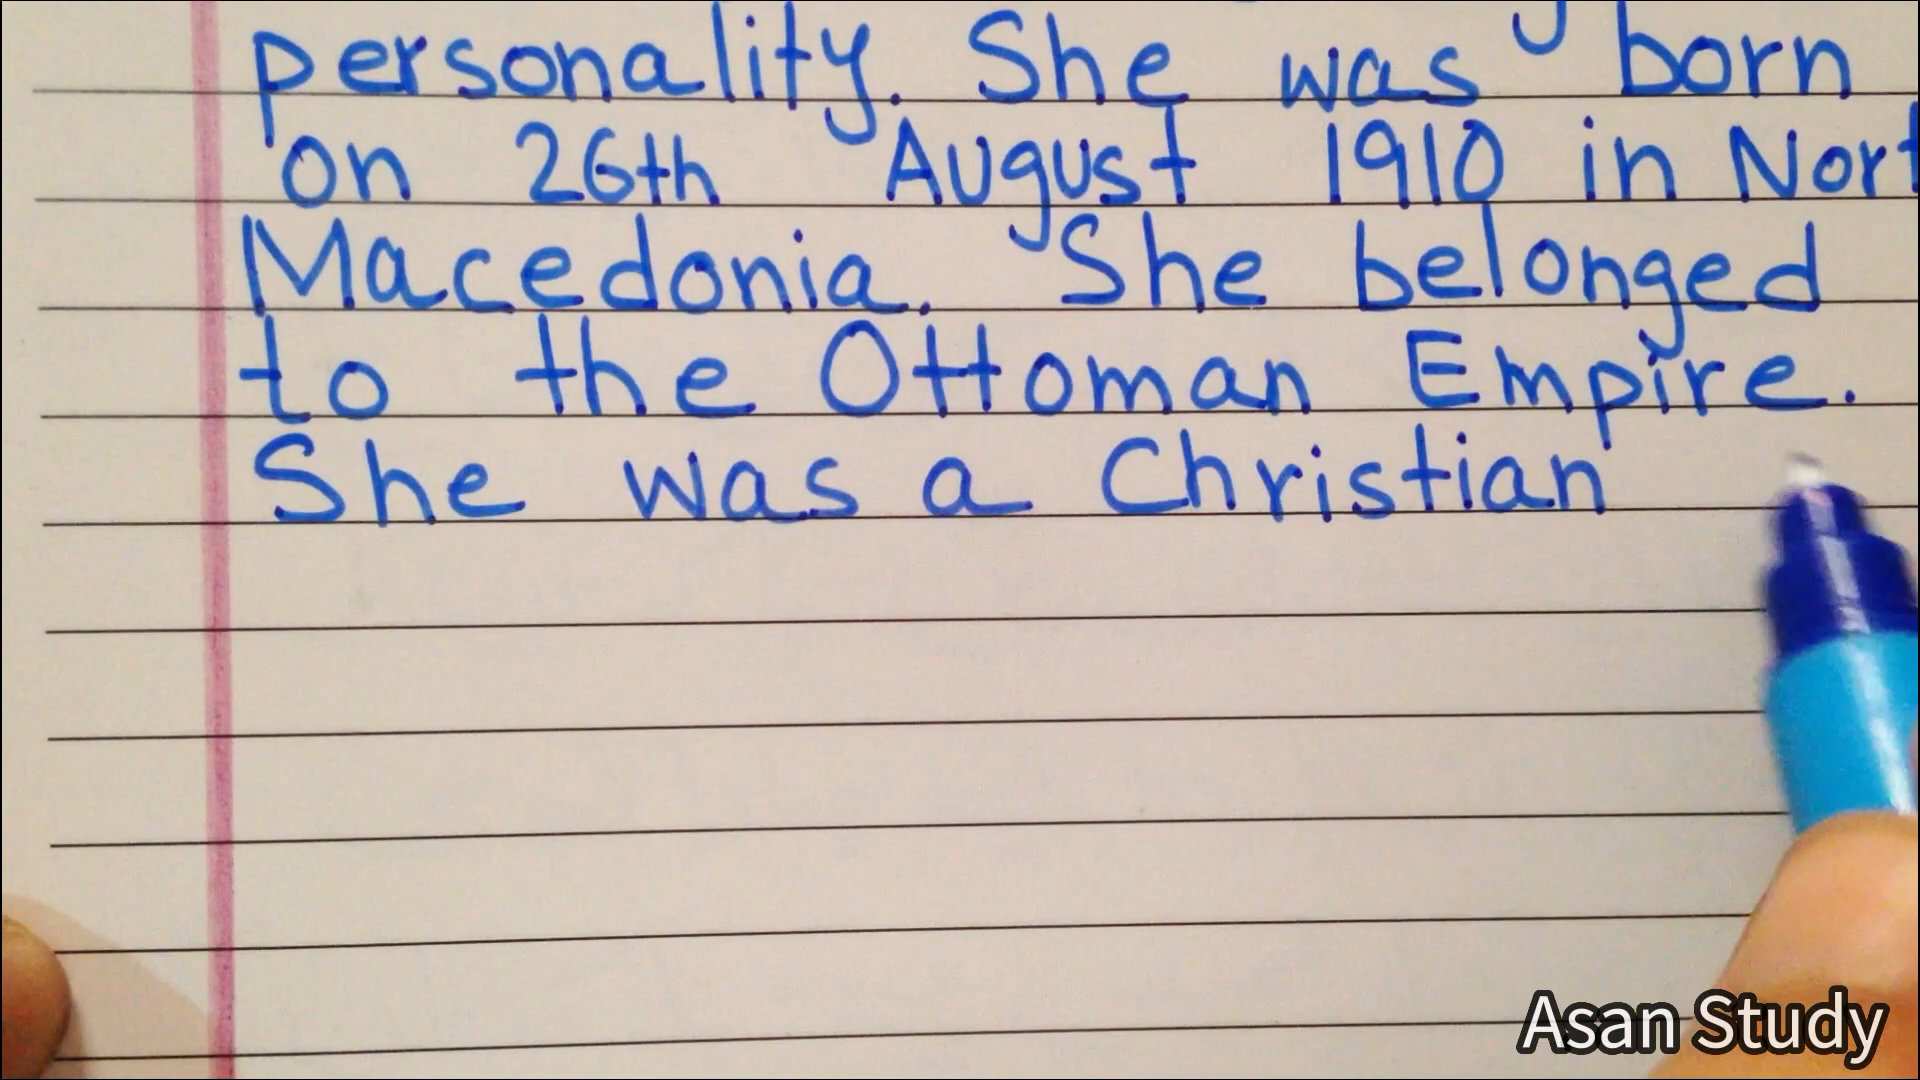 personality. She was born
on 26th August 1910 in Nort
Macedonia. She belonged
to the Ottoman Empire.
She was a Christian
Asan Study